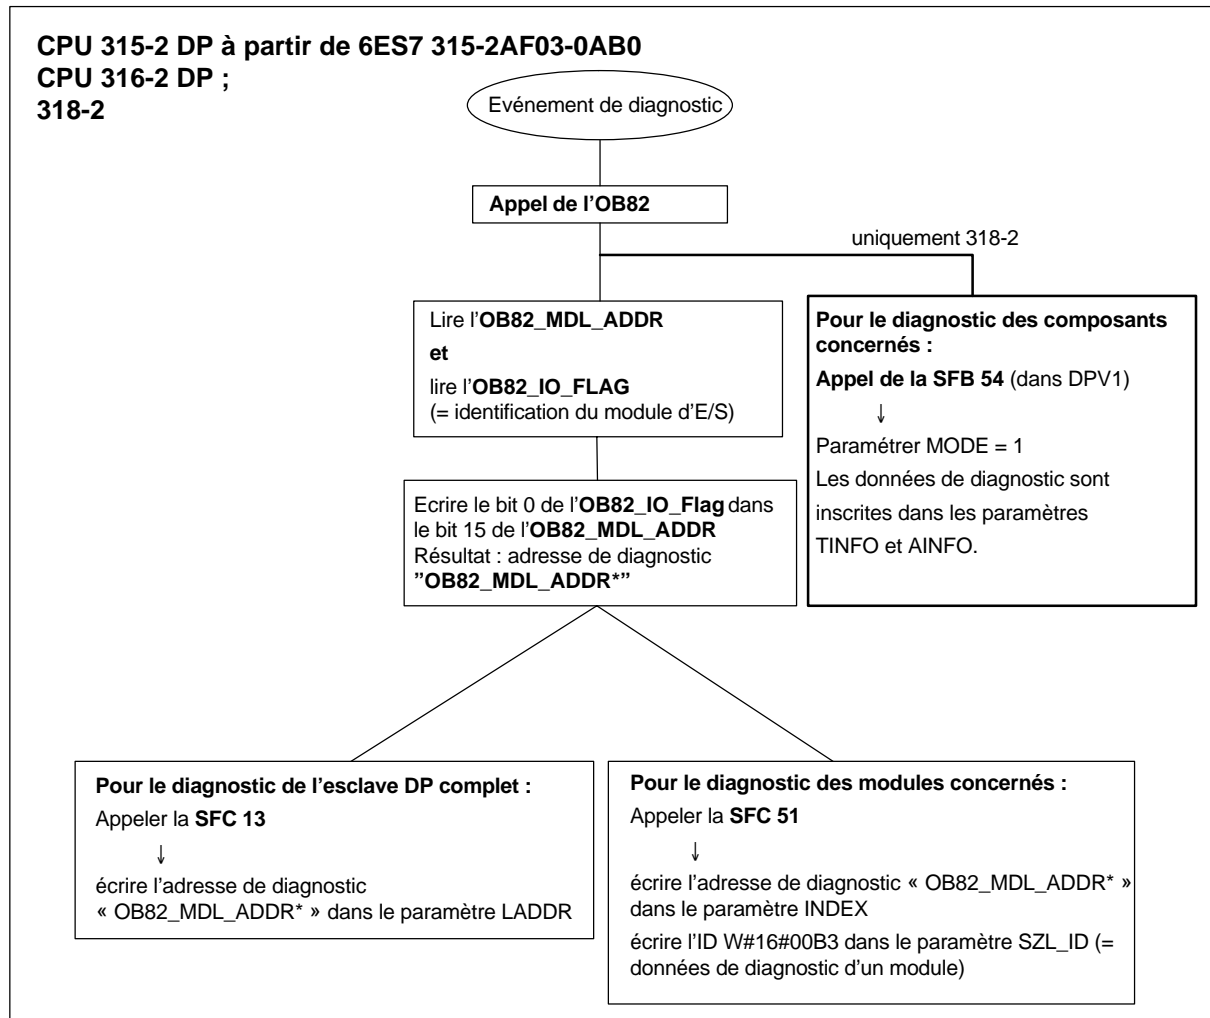 CPU 315-2 DP à partir de 6ES7 315-2AF03-0AB0
CPU 316-2 DP ;
318-2
Evénement de diagnostic
Appel de l’OB82
uniquement 318-2
Lire l’OB82_MDL_ADDR
et
lire l’OB82_IO_FLAG
(= identification du module d’E/S)
Pour le diagnostic des composants
concernés :
Appel de la SFB 54 (dans DPV1)
↓
Paramétrer MODE = 1
Les données de diagnostic sont
inscrites dans les paramètres
TINFO et AINFO.
Ecrire le bit 0 de l’OB82_IO_Flag dans
le bit 15 de l’OB82_MDL_ADDR
Résultat : adresse de diagnostic
”OB82_MDL_ADDR*”
Pour le diagnostic de l’esclave DP complet :
Appeler la SFC 13
↓
écrire l’adresse de diagnostic
« OB82_MDL_ADDR* » dans le paramètre LADDR
Pour le diagnostic des modules concernés :
Appeler la SFC 51
↓
écrire l’adresse de diagnostic « OB82_MDL_ADDR* »
dans le paramètre INDEX
écrire l’ID W#16#00B3 dans le paramètre SZL_ID (=
données de diagnostic d’un module)